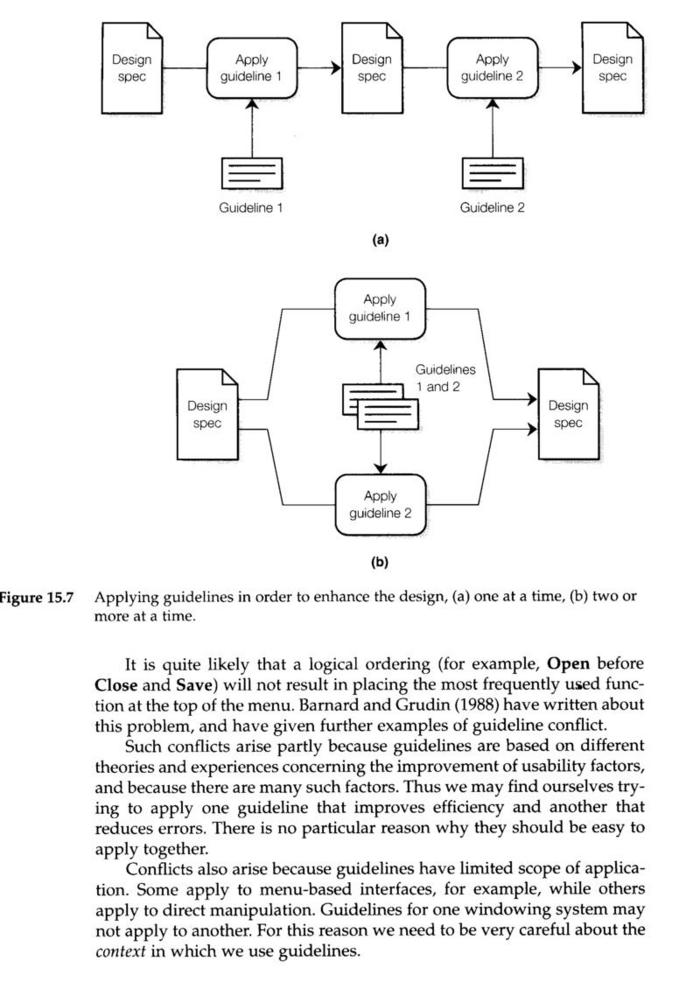 Design
spec
Apply
guideline 1
Design
spec
Apply
guideline 2
Design
spec
Guideline 1
Guideline 2
(a)
Apply
guideline 1
Guidelines
1 and 2
Design
spec
Design
spec
Apply
guideline 2
(b)
Figure 15.7 Applying guidelines in order to enhance the design, (a) one at a time, (b) two or
more at a time.
It is quite likely that a logical ordering (for example, Open before
Close and Save) will not result in placing the most frequently used func-
tion at the top of the menu. Barnard and Grudin (1988) have written about
this problem, and have given further examples of guideline conflict.
Such conflicts arise partly because guidelines are based on different
theories and experiences concerning the improvement of usability factors,
and because there are many such factors. Thus we may find ourselves try-
ing to apply one guideline that improves efficiency and another that
reduces errors. There is no particular reason why they should be easy to
apply together.
Conflicts also arise because guidelines have limited scope of applica-
tion. Some apply to menu-based interfaces, for example, while others
apply to direct manipulation. Guidelines for one windowing system may
not apply to another. For this reason we need to be very careful about the
context in which we use guidelines.